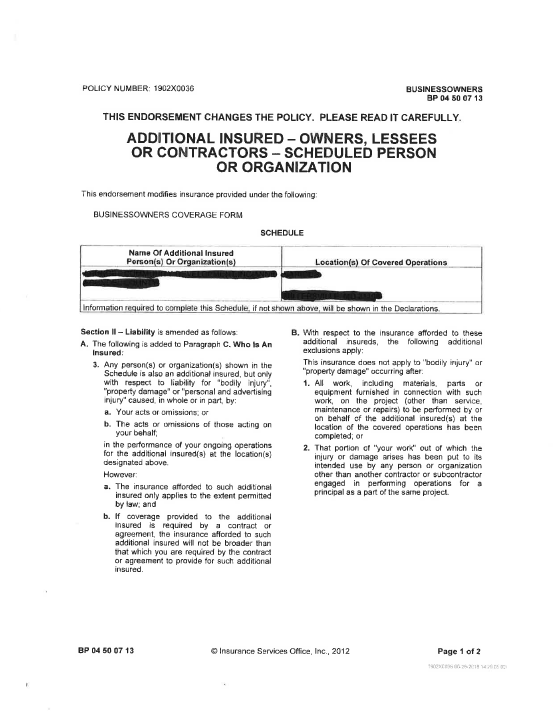 POLICY NUMBER: 1902X0036
BUSINESSOWNERS
BP 04 50 07 13
THIS ENDORSEMENT CHANGES THE POLICY. PLEASE READ IT CAREFULLY.
ADDITIONAL INSURED – OWNERS, LESSEES
OR CONTRACTORS – SCHEDULED PERSON
OR ORGANIZATION
This endorsement modifies insurance provided under the following:
BUSINESSOWNERS COVERAGE FORM
SCHEDULE
Name Of Additional Insured
Person(s) Or Organization(s)
Location(s) Of Covered Operations
Information required to complete this Schedule, if not shown above, will be shown in the Declarations.
Section II – Liability is amended as follows:
A. The following is added to Paragraph C. Who Is An
Insured:
3. Any person(s) or organization(s) shown in the
Schedule is also an additional insured, but only
with respect to liability for "bodily injury",
"property damage" or "personal and advertising
injury" caused, in whole or in part, by:
a. Your acts or omissions; or
b. The acts or omissions of those acting on
your behalf;
in the performance of your ongoing operations
for the additional insured(s) at the location(s)
designated above.
However:
a. The insurance afforded to such additional
insured only applies to the extent permitted
by law; and
b. If coverage provided to the additional
insured is required by a contract or
agreement, the insurance afforded to such
additional insured will not be broader than
that which you are required by the contract
or agreement to provide for such additional
insured.
B. With respect to the insurance afforded to these
additional insureds, the following additional
exclusions apply:
This insurance does not apply to "bodily injury" or
"property damage" occurring after:
1. All work, including materials, parts or
equipment furnished in connection with such
work, on the project (other than service,
maintenance or repairs) to be performed by or
on behalf of the additional insured(s) at the
location of the covered operations has been
completed; or
2. That portion of "your work" out of which the
injury or damage arises has been put to its
intended use by any person or organization
other than another contractor or subcontractor
engaged in performing operations for a
principal as a part of the same project.
BP 04 50 07 13
© Insurance Services Office, Inc., 2012
Page 1 of 2